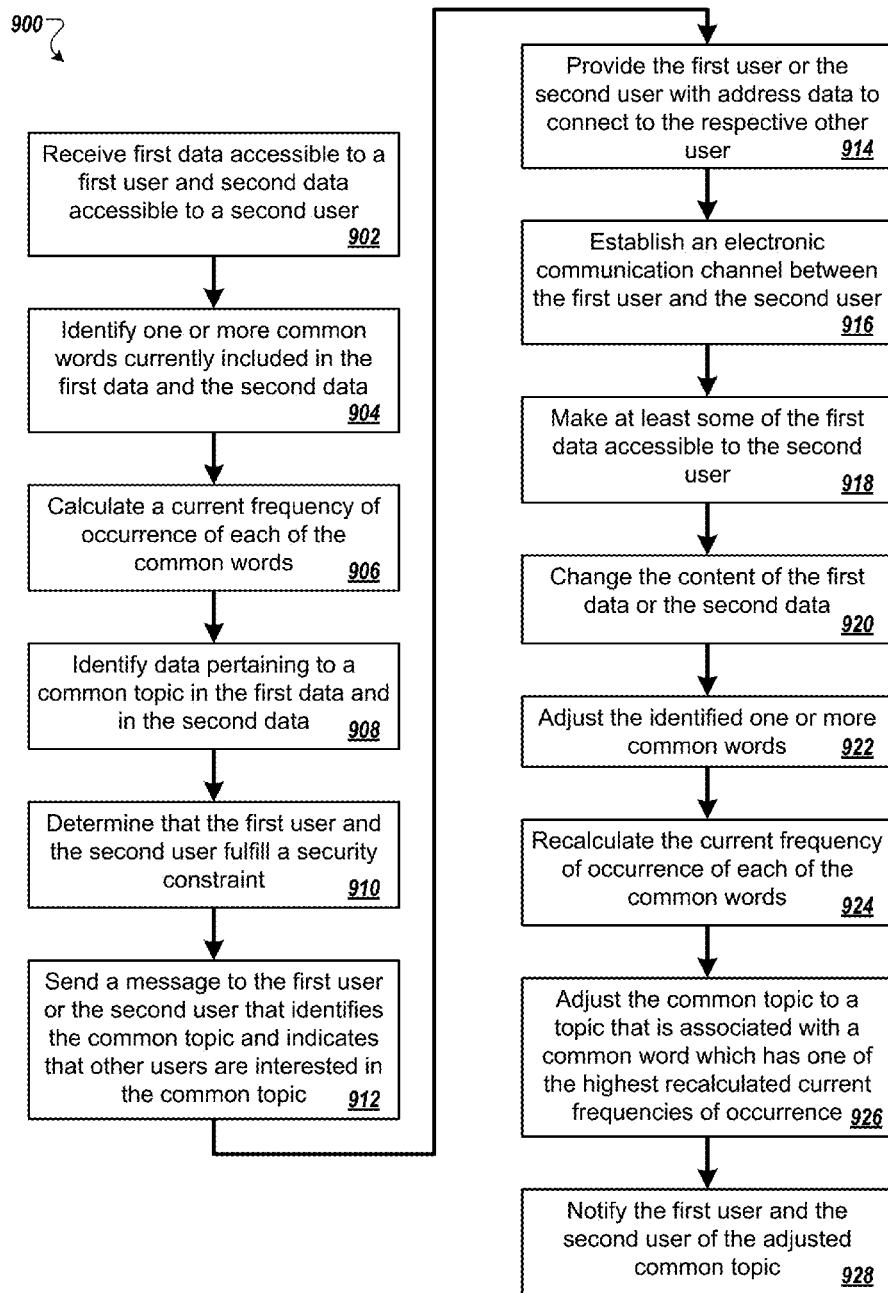 900
Receive first data accessible to a
first user and second data
accessible to a second user
902
Identify one or more common
words currently included in the
first data and the second data
904
Calculate a current frequency of
occurrence of each of the
common words
906
Identify data pertaining to a
common topic in the first data and
in the second data
908
Determine that the first user and
the second user fulfill a security
constraint
910
Send a message to the first user
or the second user that identifies
the common topic and indicates
that other users are interested in
the common topic 912
Provide the first user or the
second user with address data to
connect to the respective other
user 914
Establish an electronic
communication channel between
the first user and the second user
916
Make at least some of the first
data accessible to the second
user 918
Change the content of the first
data or the second data
920
Adjust the identified one or more
common words 922
Recalculate the current frequency
of occurrence of each of the
common words 924
Adjust the common topic to a
topic that is associated with a
common word which has one of
the highest recalculated current
frequencies of occurrence 926
Notify the first user and the
second user of the adjusted
common topic 928